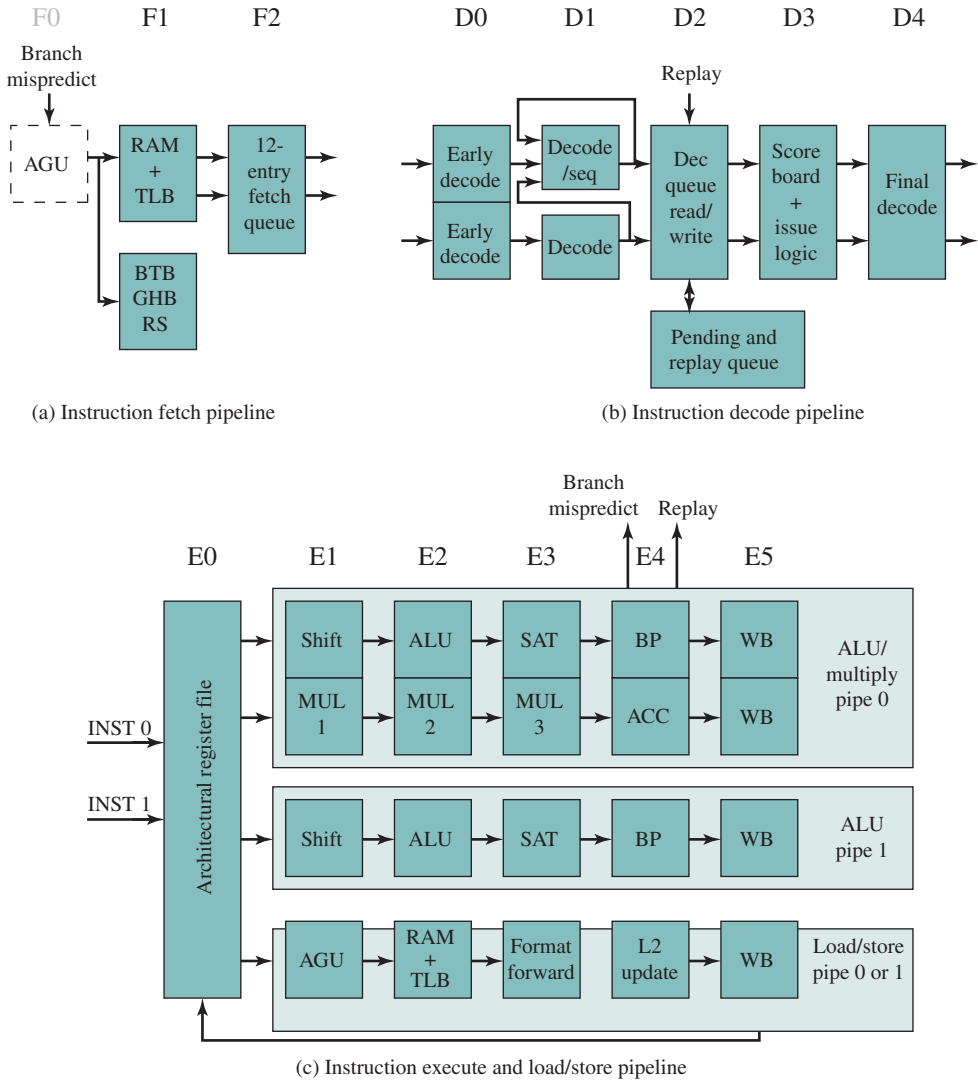 F0 F1 F2 D0 D1 D2 D3 D4
Branch
mispredict
Replay
AGU
RAM
+
TLB
12-
entry
fetch
queue
BTB
GHB
RS
Early
decode
Early
decode
Decode
/seq
Decode
Dec
queue
read/
write
Score
board
+
issue
logic
Final
decode
Pending and
replay queue
(a) Instruction fetch pipeline
(b) Instruction decode pipeline
Branch
mispredict
Replay
E0 E1 E2 E3 E4 E5
INST 0
INST 1
Architectural register file
Shift
ALU
SAT
BP
WB
MUL
1
MUL
2
MUL
3
ACC
WB
ALU/
multiply
pipe 0
Shift
ALU
SAT
BP
WB
ALU
pipe 1
AGU
RAM
+
TLB
Format
forward
L2
update
WB
Load/store
pipe 0 or 1
(c) Instruction execute and load/store pipeline